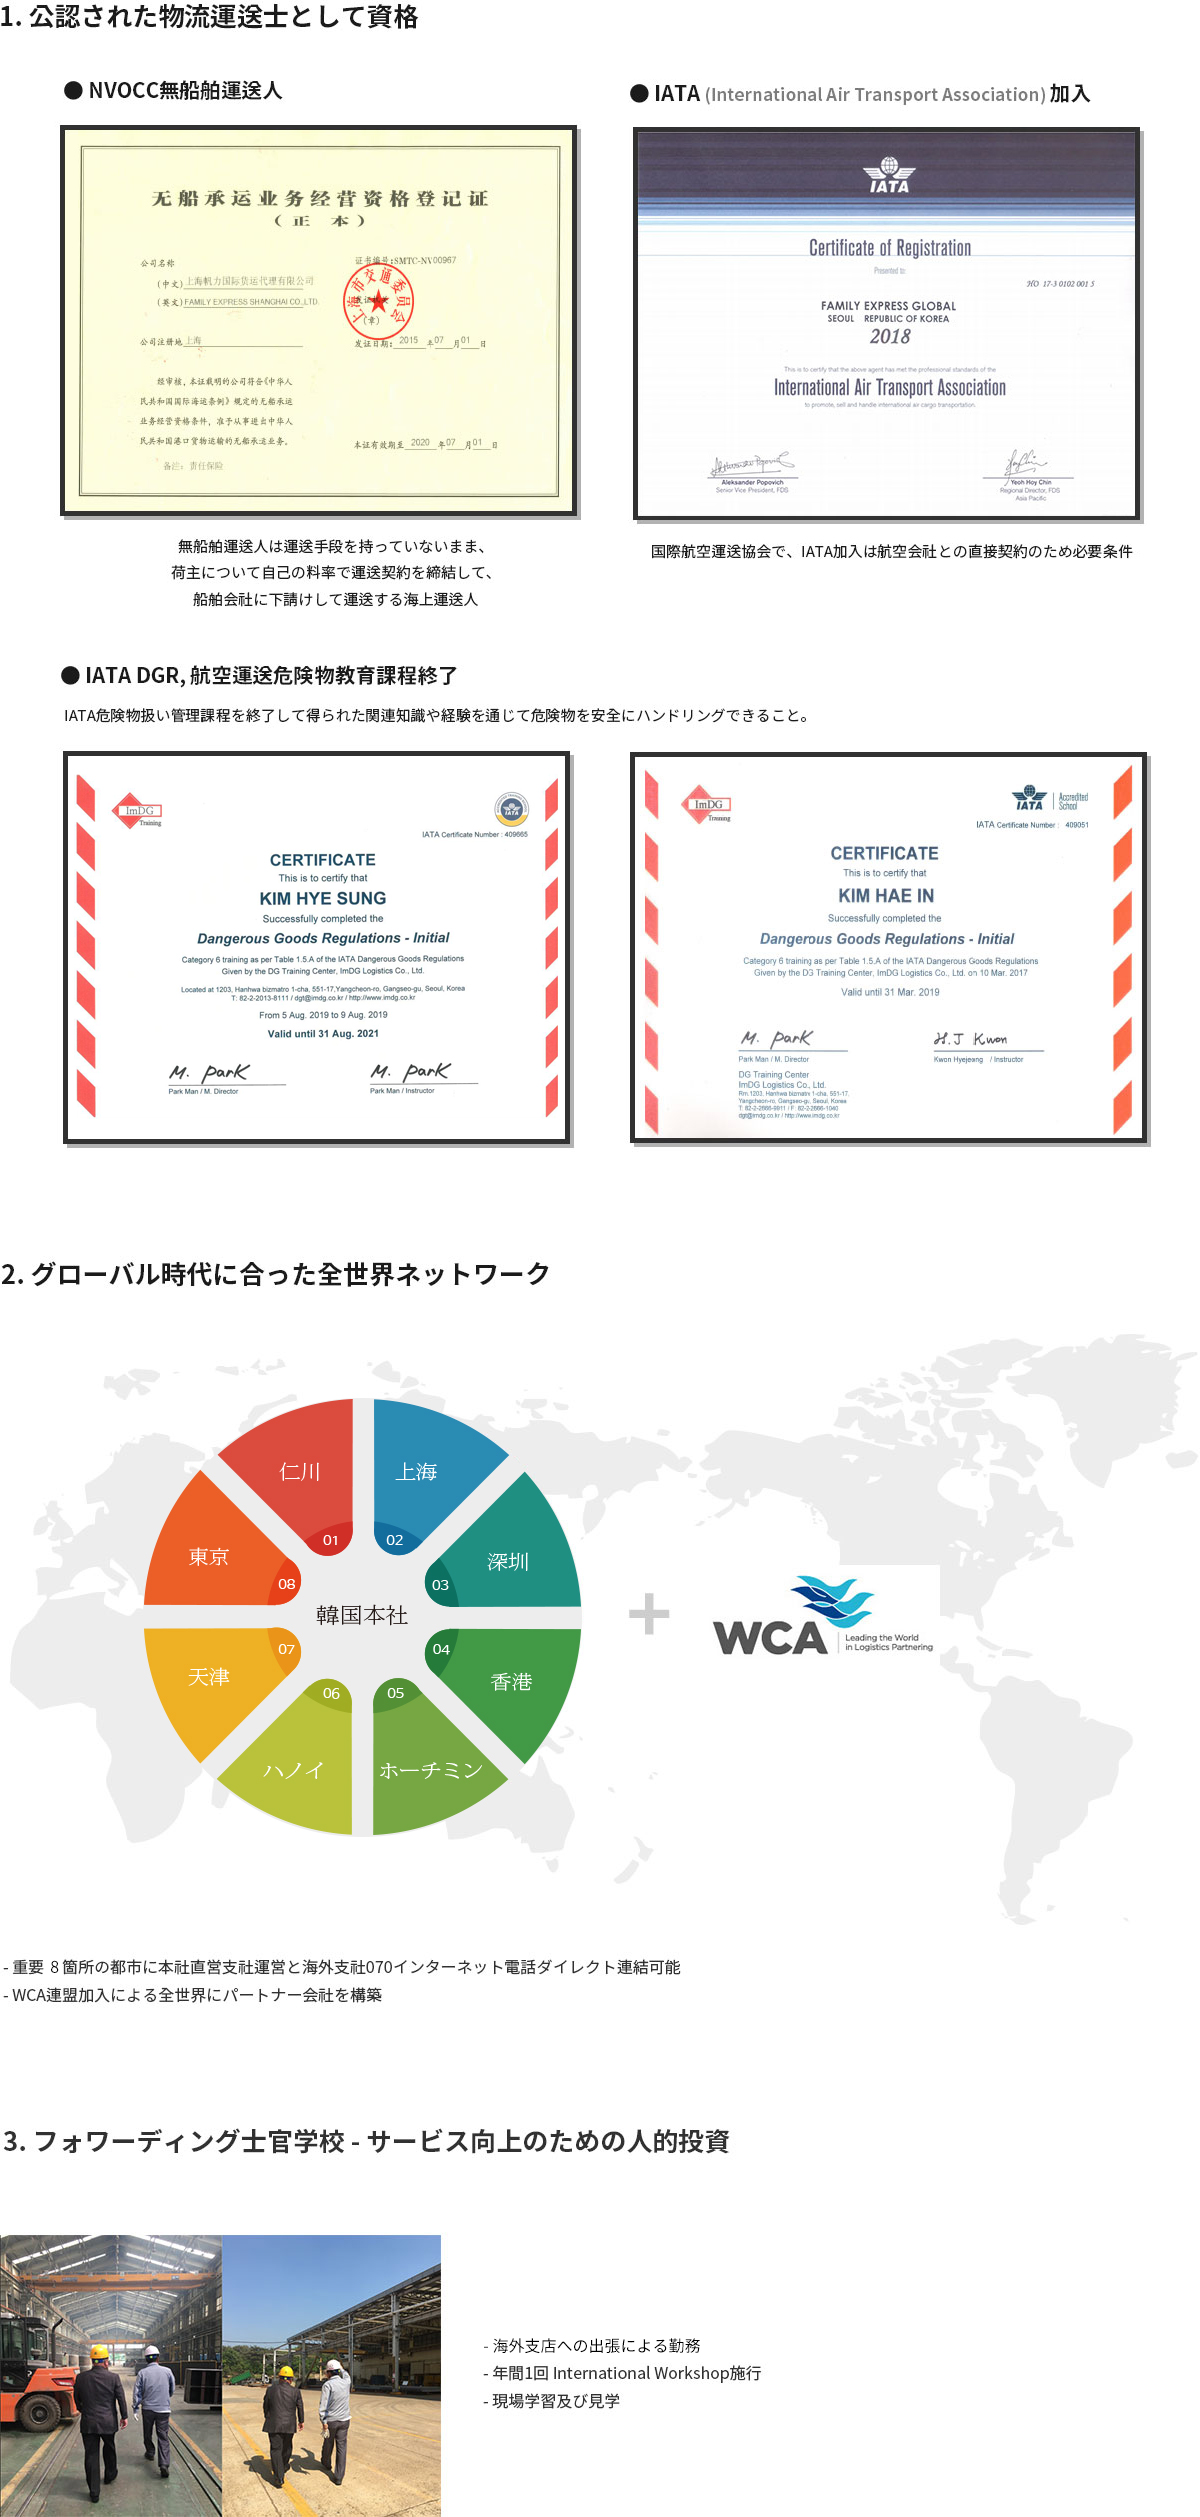 1. 公認された物流運送士として資格
● NVOCC無船舶運送人
● IATA (International Air Transport Association) 加入
无船承运业务经营资格登记证
（正 本）
公司名称
(中文) 上海帆力国际货运代理有限公司
(英文) FAMILY EXPRESS SHANGHAI CO.,LTD.
公司注册地 上海
经审核，本证载明的公司符合《中华人
民共和国国际海运条例》规定的无船承运
业务经营资格条件，准予从事进出中华人
民共和国港口货物运输的无船承运业务。
备注：责任保险
证书编号:SMTC-NV00967
上海市交通委员会
(章)
发证日期: 2015 年 07 月 01 日
本证有效期至 2020 年 07 月 01 日
IATA
Certificate of Registration
Presented to:
HO 17-3 0102 001 5
FAMILY EXPRESS GLOBAL
SEOUL REPUBLIC OF KOREA
2018
This is to certify that the above agent has met the professional standards of the
International Air Transport Association
to promote, sell and handle international air cargo transportation.
Aleksander Popovich
Senior Vice President, FDS
Yeoh Hoy Chin
Regional Director, FDS
Asia Pacific
無船舶運送人は運送手段を持っていないまま、
荷主について自己の料率で運送契約を締結して、
船舶会社に下請けして運送する海上運送人
国際航空運送協会で、IATA加入は航空会社との直接契約のため必要条件
● IATA DGR, 航空運送危険物教育課程終了
IATA危険物扱い管理課程を終了して得られた関連知識や経験を通じて危険物を安全にハンドリングできること。
ImDG
Training
IATA Certificate Number : 409665
CERTIFICATE
This is to certify that
KIM HYE SUNG
Successfully completed the
Dangerous Goods Regulations - Initial
Category 6 training as per Table 1.5.A of the IATA Dangerous Goods Regulations
Given by the DG Training Center, ImDG Logistics Co., Ltd.
Located at 1203, Hanhwa bizmatro 1-cha, 551-17,Yangcheon-ro, Gangseo-gu, Seoul, Korea
T: 82-2-2013-8111 / dgt@imdg.co.kr / http://www.imdg.co.kr
From 5 Aug. 2019 to 9 Aug. 2019
Valid until 31 Aug. 2021
M. Park
M. Park
Park Man / M. Director
Park Man / Instructor
ImDG
Training
IATA
Accredited
School
IATA Certificate Number : 409051
CERTIFICATE
This is to certify that
KIM HAE IN
Successfully completed the
Dangerous Goods Regulations - Initial
Category 6 training as per Table 1.5.A of the IATA Dangerous Goods Regulations
Given by the DG Training Center, ImDG Logistics Co., Ltd. on 10 Mar. 2017
Valid until 31 Mar. 2019
M. Park
H.J Kwon
Park Man / M. Director
Kwon Hyejeong / Instructor
DG Training Center
ImDG Logistics Co., Ltd.
Rm.1203, Hanhwa bizmatro 1-cha, 551-17,
Yangcheon-ro, Gangseo-gu, Seoul, Korea
T: 82-2-2666-9911 / F: 82-2-2666-1040
dgt@imdg.co.kr / http://www.imdg.co.kr
2. グローバル時代に合った全世界ネットワーク
仁川
01
上海
02
深圳
03
香港
04
ホーチミン
05
ハノイ
06
天津
07
東京
08
韓国本社
+
WCA
Leading the World
in Logistics Partnering
- 重要 8 箇所の都市に本社直営支社運営と海外支社070インターネット電話ダイレクト連結可能
- WCA連盟加入による全世界にパートナー会社を構築
3. フォワーディング士官学校 - サービス向上のための人的投資
- 海外支店への出張による勤務
- 年間1回 International Workshop施行
- 現場学習及び見学